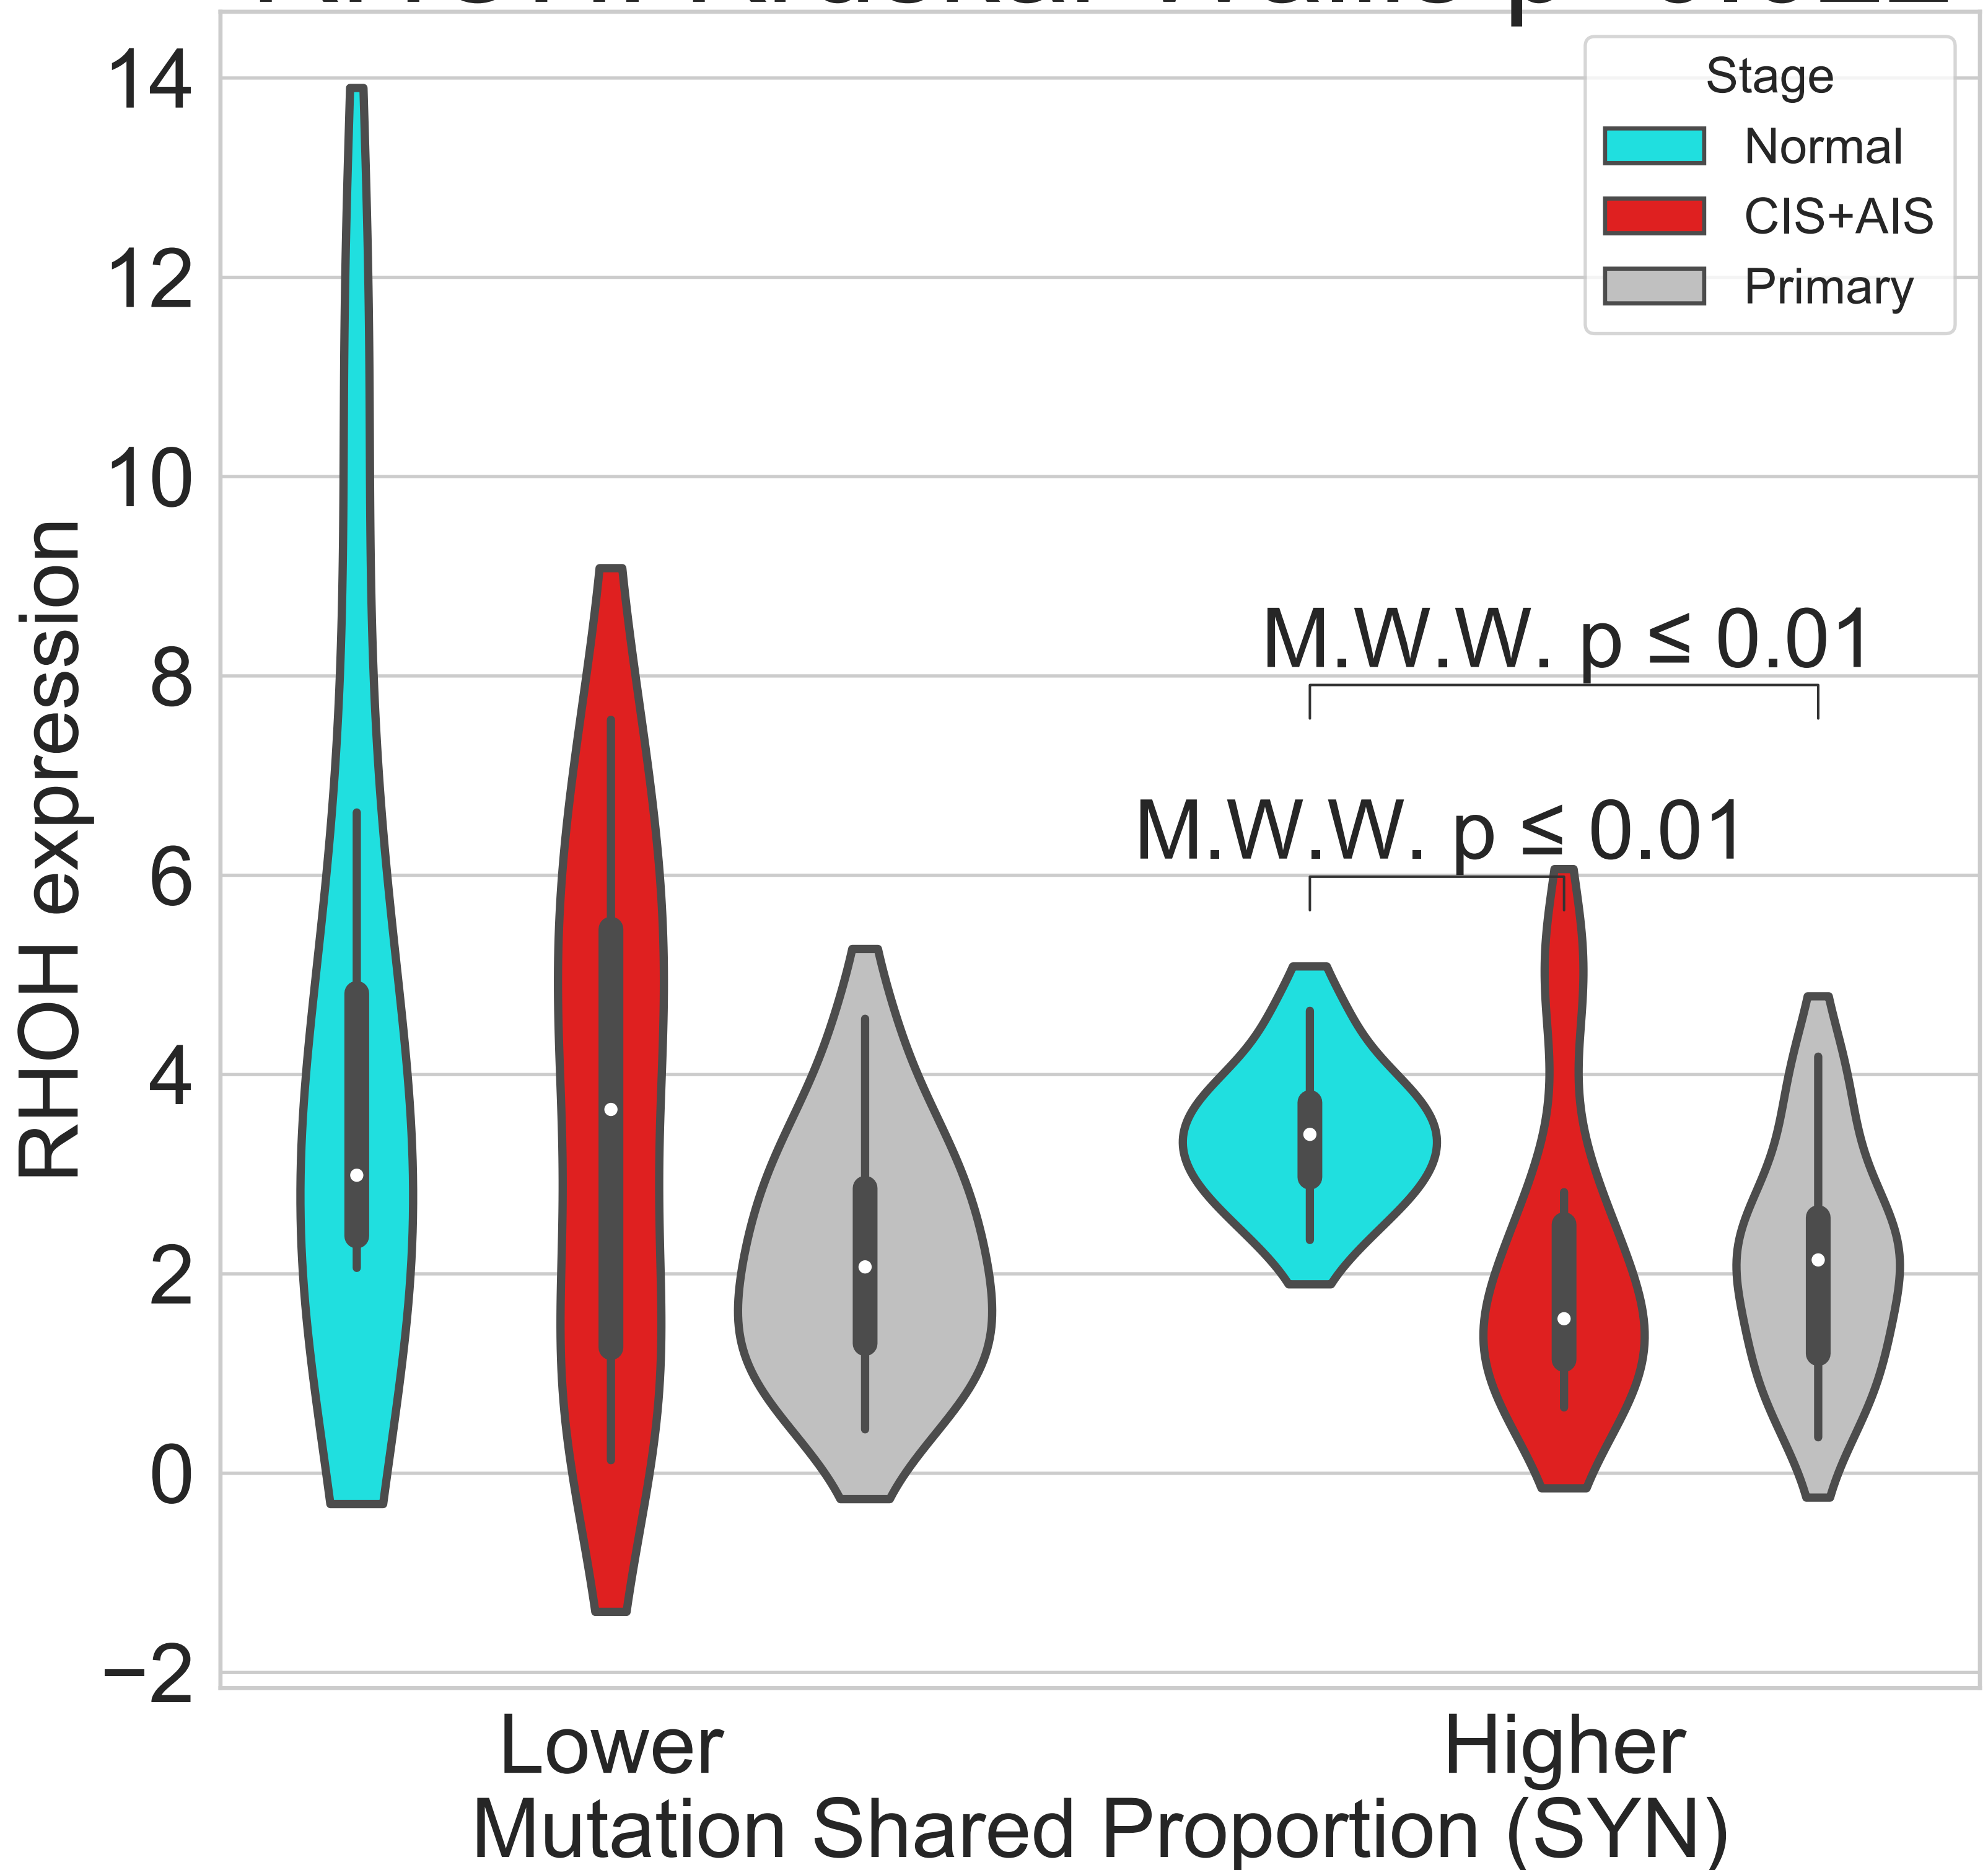 Stage
Normal
CIS+AIS
Primary
14
12
10
8
6
4
2
0
−2
RHOH expression
M.W.W. p ≤ 0.01
M.W.W. p ≤ 0.01
Lower
Higher
Mutation Shared Proportion (SYN)